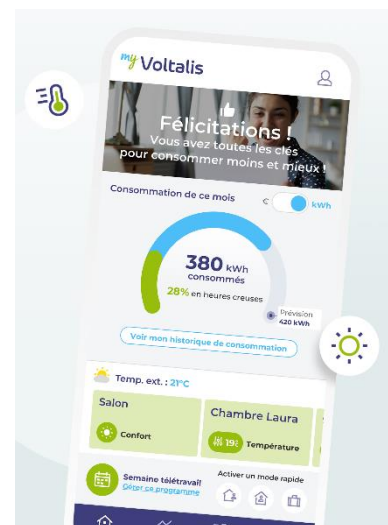 my Voltalis
Félicitations !
Vous avez toutes les clés
pour consommer moins et mieux !
Consommation de ce mois
€ kWh
380 kWh
consommés
28% en heures creuses
Prévision
420 kWh
Voir mon historique de consommation
Temp. ext. : 21°C
Salon
Confort
Chambre Laura
Température
Semaine télétravail
Gérer ce programme
Activer un mode rapide